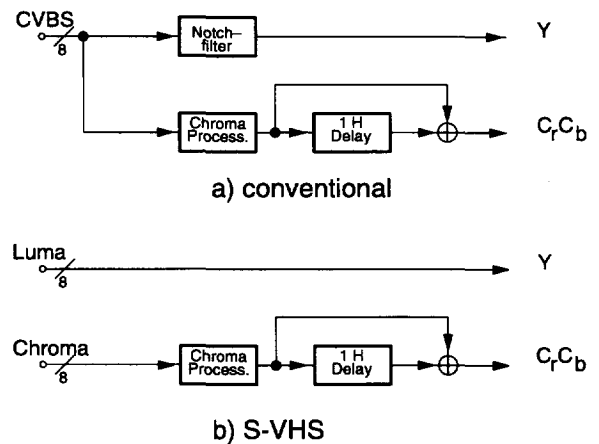 CVBS
8
Notch–
filter
Y
Chroma
Process.
1 H
Delay
CrCb
a) conventional
Luma
8
Y
Chroma
8
Chroma
Process.
1 H
Delay
CrCb
b) S-VHS